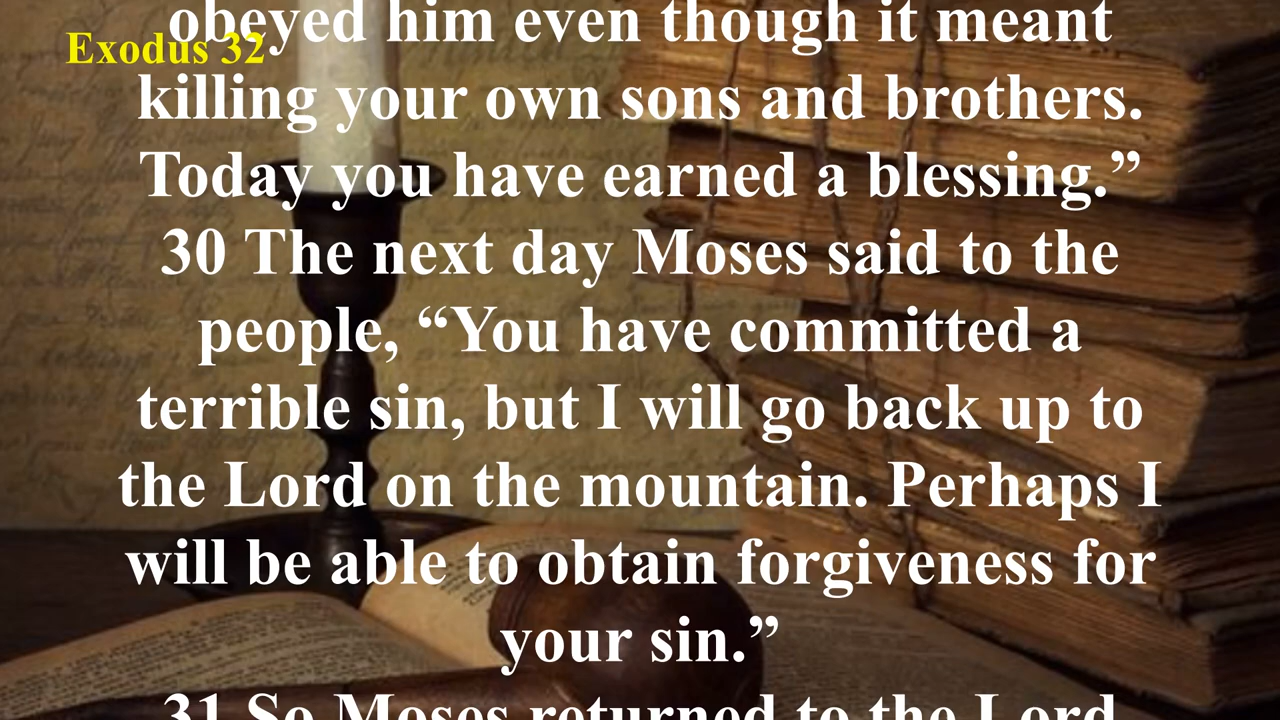 obeyed him even though it meant
Exodus 32
killing your own sons and brothers.
Today you have earned a blessing.”
30 The next day Moses said to the
people, “You have committed a
terrible sin, but I will go back up to
the Lord on the mountain. Perhaps I
will be able to obtain forgiveness for
your sin.”
31 So Moses returned to the Lord